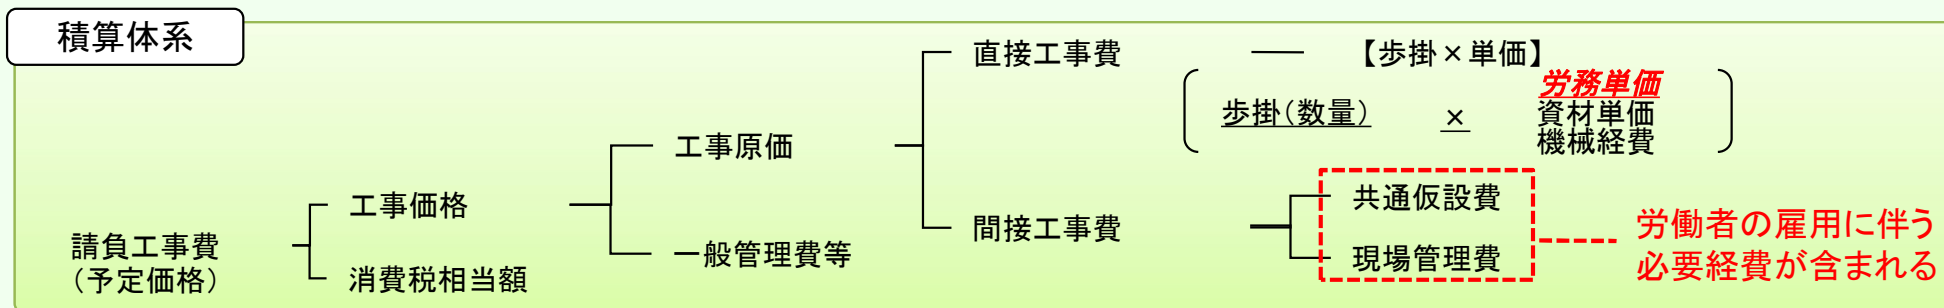 積算体系
直接工事費
【歩掛×単価】
歩掛(数量)
×
労務単価
資材単価
機械経費
工事原価
工事価格
共通仮設費
間接工事費
現場管理費
労働者の雇用に伴う
必要経費が含まれる
請負工事費
(予定価格)
一般管理費等
消費税相当額